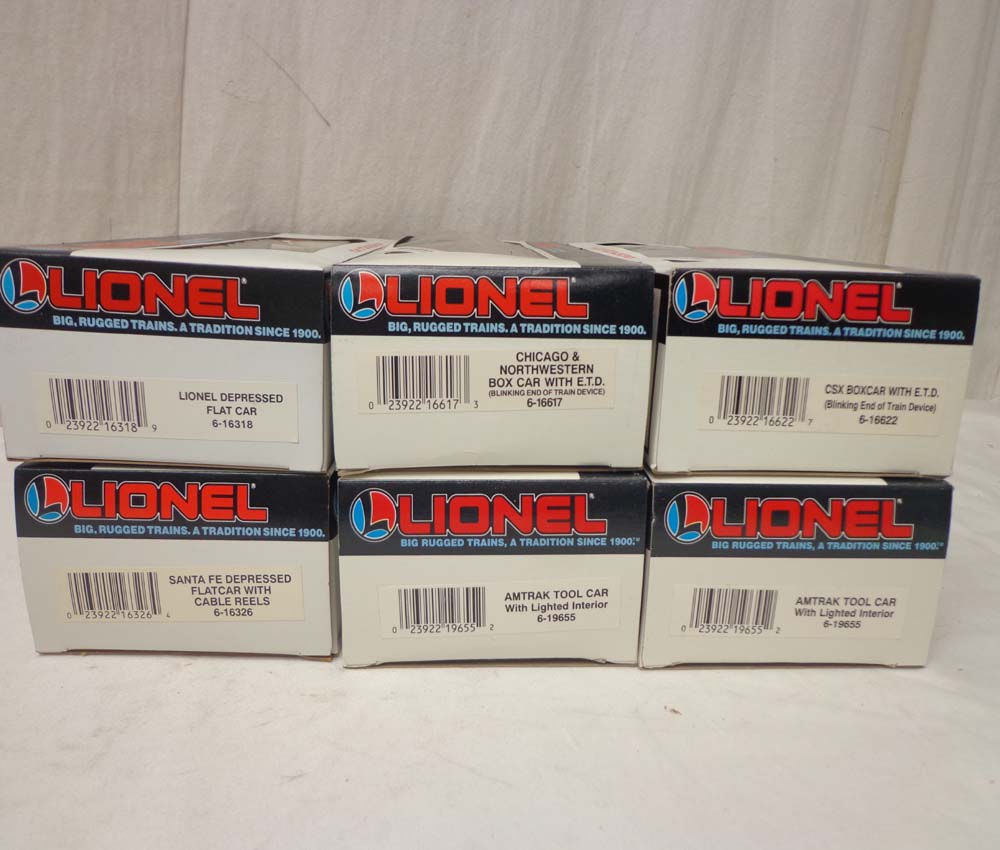 LIONEL
BIG, RUGGED TRAINS. A TRADITION SINCE 1900.
LIONEL DEPRESSED
FLAT CAR
6-16318
0 23922 16318 9
LIONEL
BIG, RUGGED TRAINS. A TRADITION SINCE 1900.
CHICAGO &
NORTHWESTERN
BOX CAR WITH E.T.D.
(BLINKING END OF TRAIN DEVICE)
6-16617
0 23922 16617 3
LIONEL
BIG, RUGGED TRAINS. A TRADITION SINCE 1900.
CSX BOXCAR WITH E.T.D.
(Blinking End of Train Device)
6-16622
0 23922 16622 7
LIONEL
BIG, RUGGED TRAINS. A TRADITION SINCE 1900.
SANTA FE DEPRESSED
FLATCAR WITH
CABLE REELS
6-16326
0 23922 16326 4
LIONEL
BIG RUGGED TRAINS, A TRADITION SINCE 1900.™
AMTRAK TOOL CAR
With Lighted Interior
6-19655
0 23922 19655 2
LIONEL
BIG RUGGED TRAINS, A TRADITION SINCE 1900.™
AMTRAK TOOL CAR
With Lighted Interior
6-19655
0 23922 19655 2